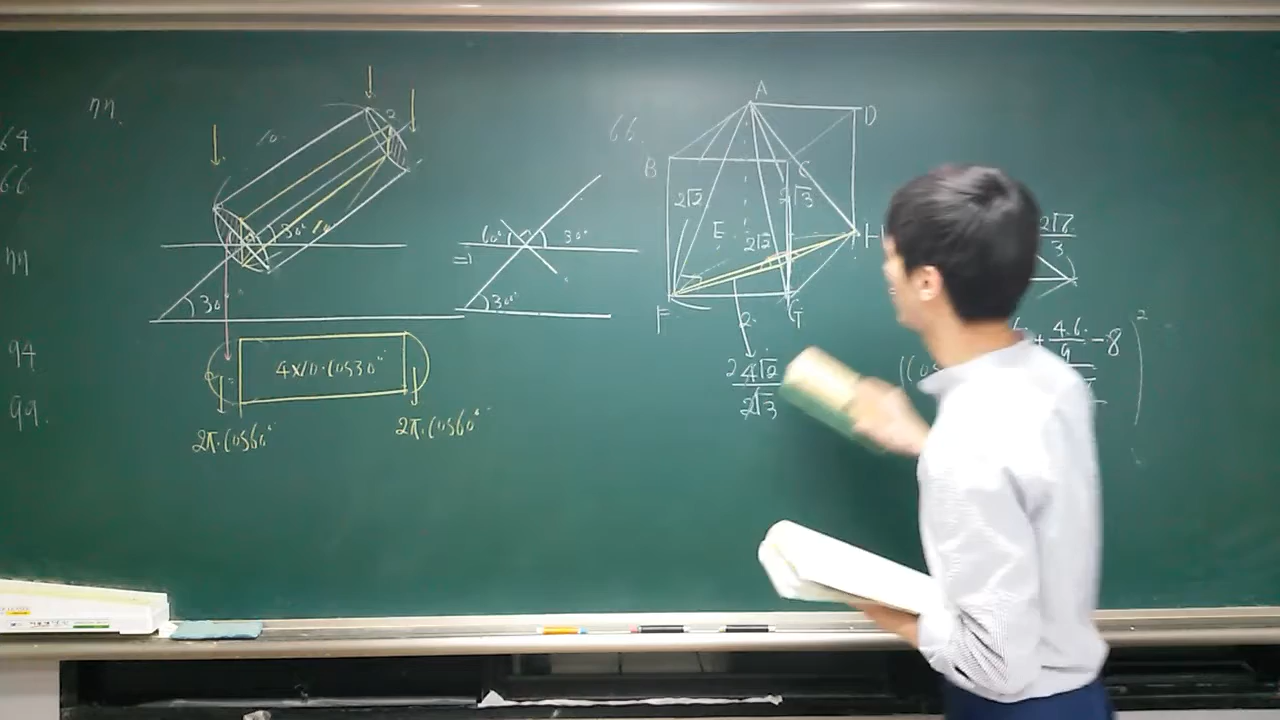 64.
66
77
94
99.
77.
10
2
30°
30°
4×10·cos30°
2π·cos60°
2π·cos60°
60°
30°
30°
66.
A
D
B
C
2√2
2√3
E
2√2
H
F
G
2
4√2
2√3
2√6
3
4·6
9
-8
2